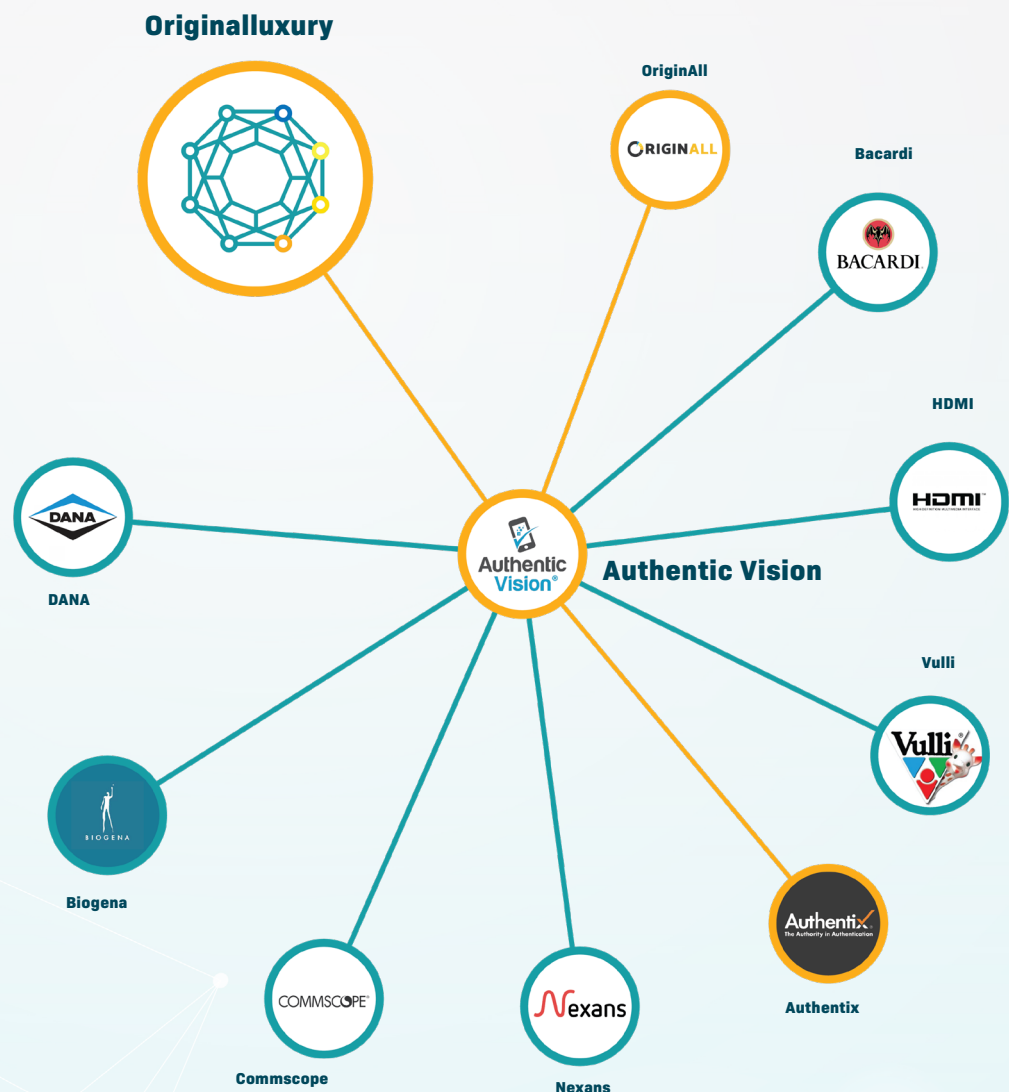 Originalluxury
OriginAll
ORIGINALL
Bacardi
BACARDI
HDMI
HDMI™
Authentic
Vision®
Authentic Vision
DANA
DANA
Vulli
Vulli®
BIOGENA
Biogena
Authentix®
The Authority in Authentication
Authentix
COMMSCOPE®
Commscope
Nexans
Nexans